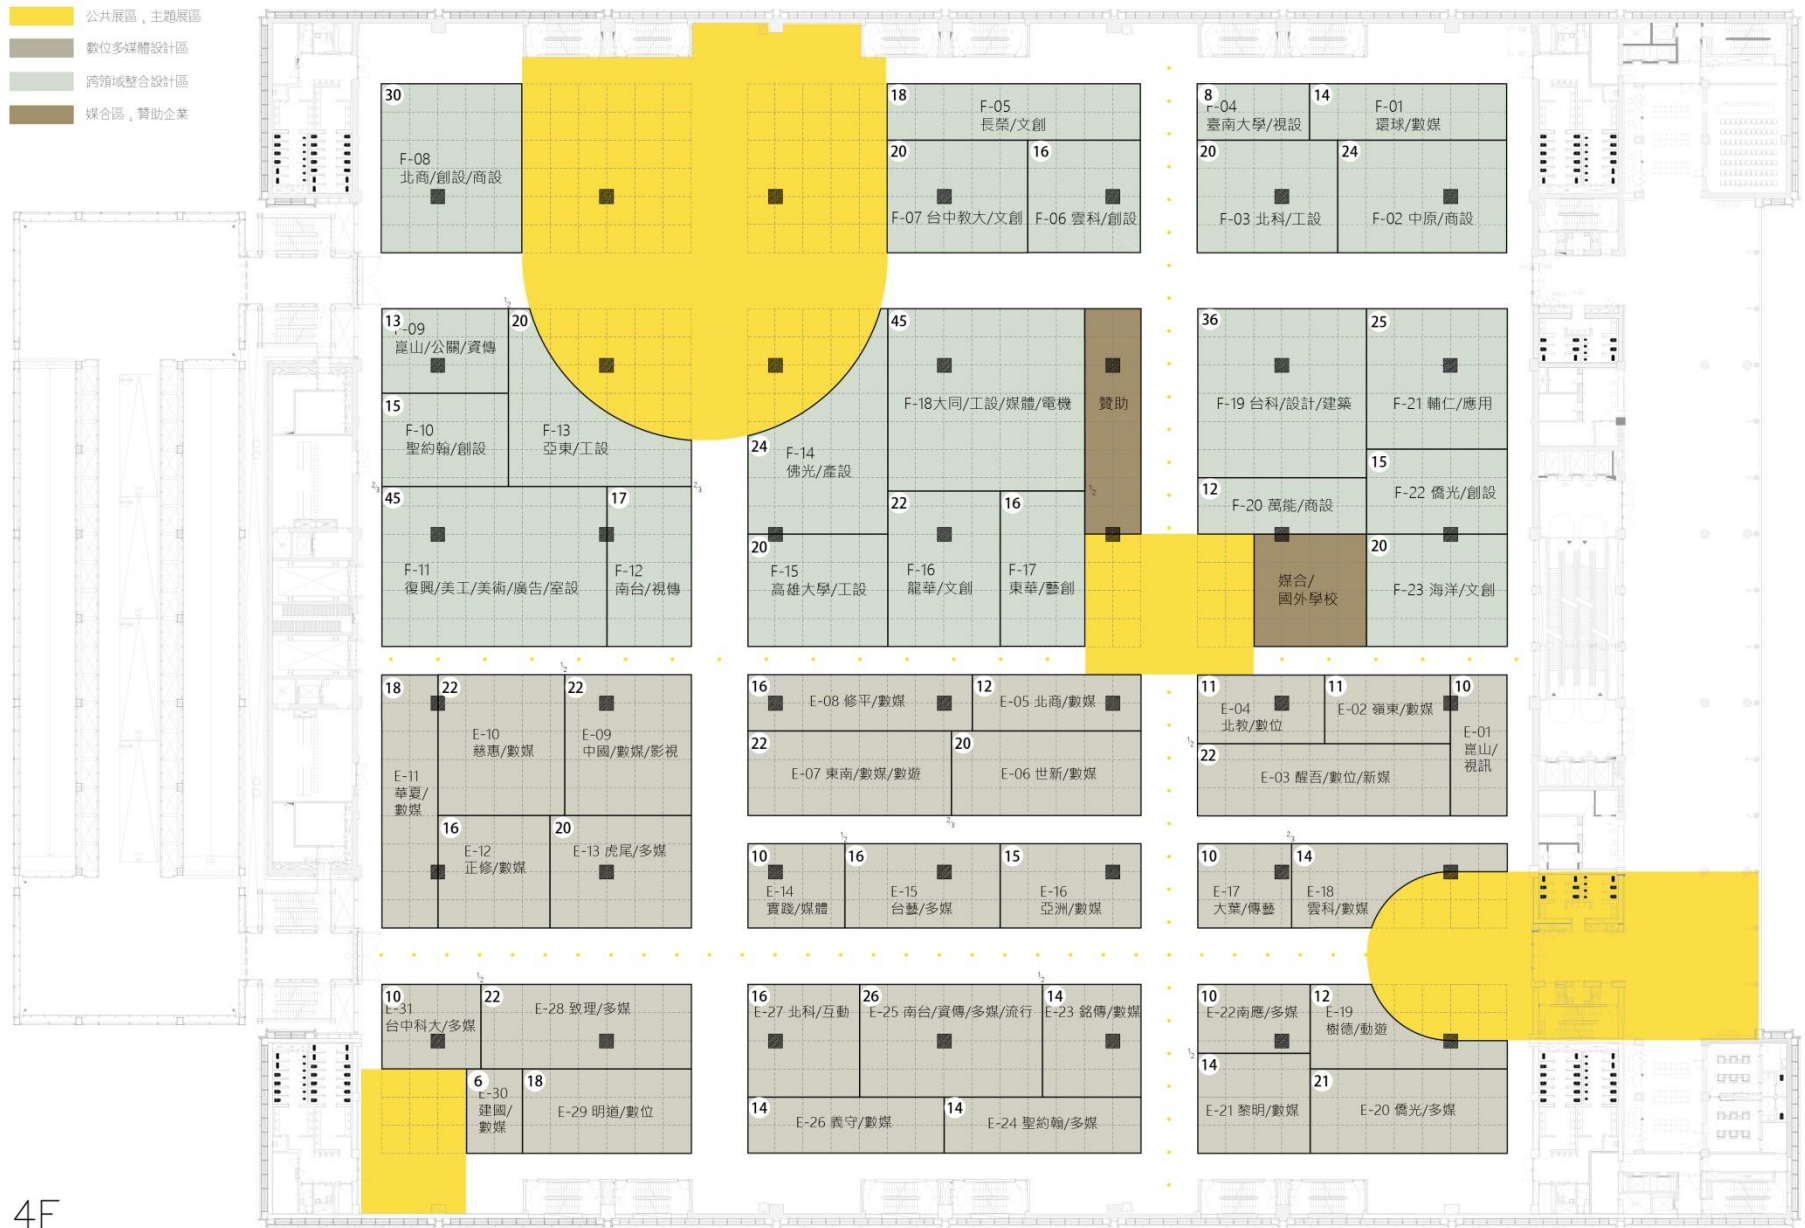 公共展區，主題展區
數位多媒體設計區
跨領域整合設計區
媒合區，贊助企業
30
F-08
北商/創設/商設
18
F-05
長榮/文創
20
F-07 台中教大/文創
16
F-06 雲科/創設
8
F-04
臺南大學/視設
14
F-01
環球/數媒
20
F-03 北科/工設
24
F-02 中原/商設
13
F-09
崑山/公關/資傳
15
F-10
聖約翰/創設
20
F-13
亞東/工設
45
F-11
復興/美工/美術/廣告/室設
17
F-12
南台/視傳
24
F-14
佛光/產設
20
F-15
高雄大學/工設
45
F-18大同/工設/媒體/電機
22
F-16
龍華/文創
16
F-17
東華/藝創
贊助
36
F-19 台科/設計/建築
25
F-21 輔仁/應用
12
F-20 萬能/商設
15
F-22 僑光/創設
媒合/
國外學校
20
F-23 海洋/文創
18
E-11
華夏/
數媒
22
E-10
慈惠/數媒
22
E-09
中國/數媒/影視
16
E-12
正修/數媒
20
E-13 虎尾/多媒
16
E-08 修平/數媒
12
E-05 北商/數媒
22
E-07 東南/數媒/數遊
20
E-06 世新/數媒
11
E-04
北教/數位
11
E-02 嶺東/數媒
10
E-01
崑山/
視訊
22
E-03 醒吾/數位/新媒
10
E-14
實踐/媒體
16
E-15
台藝/多媒
15
E-16
亞洲/數媒
10
E-17
大葉/傳藝
14
E-18
雲科/數媒
10
E-31
台中科大/多媒
22
E-28 致理/多媒
6
E-30
建國/
數媒
18
E-29 明道/數位
16
E-27 北科/互動
26
E-25 南台/資傳/多媒/流行
14
E-23 銘傳/數媒
14
E-26 義守/數媒
14
E-24 聖約翰/多媒
10
E-22南應/多媒
12
E-19
樹德/動遊
14
E-21 黎明/數媒
21
E-20 僑光/多媒
4F